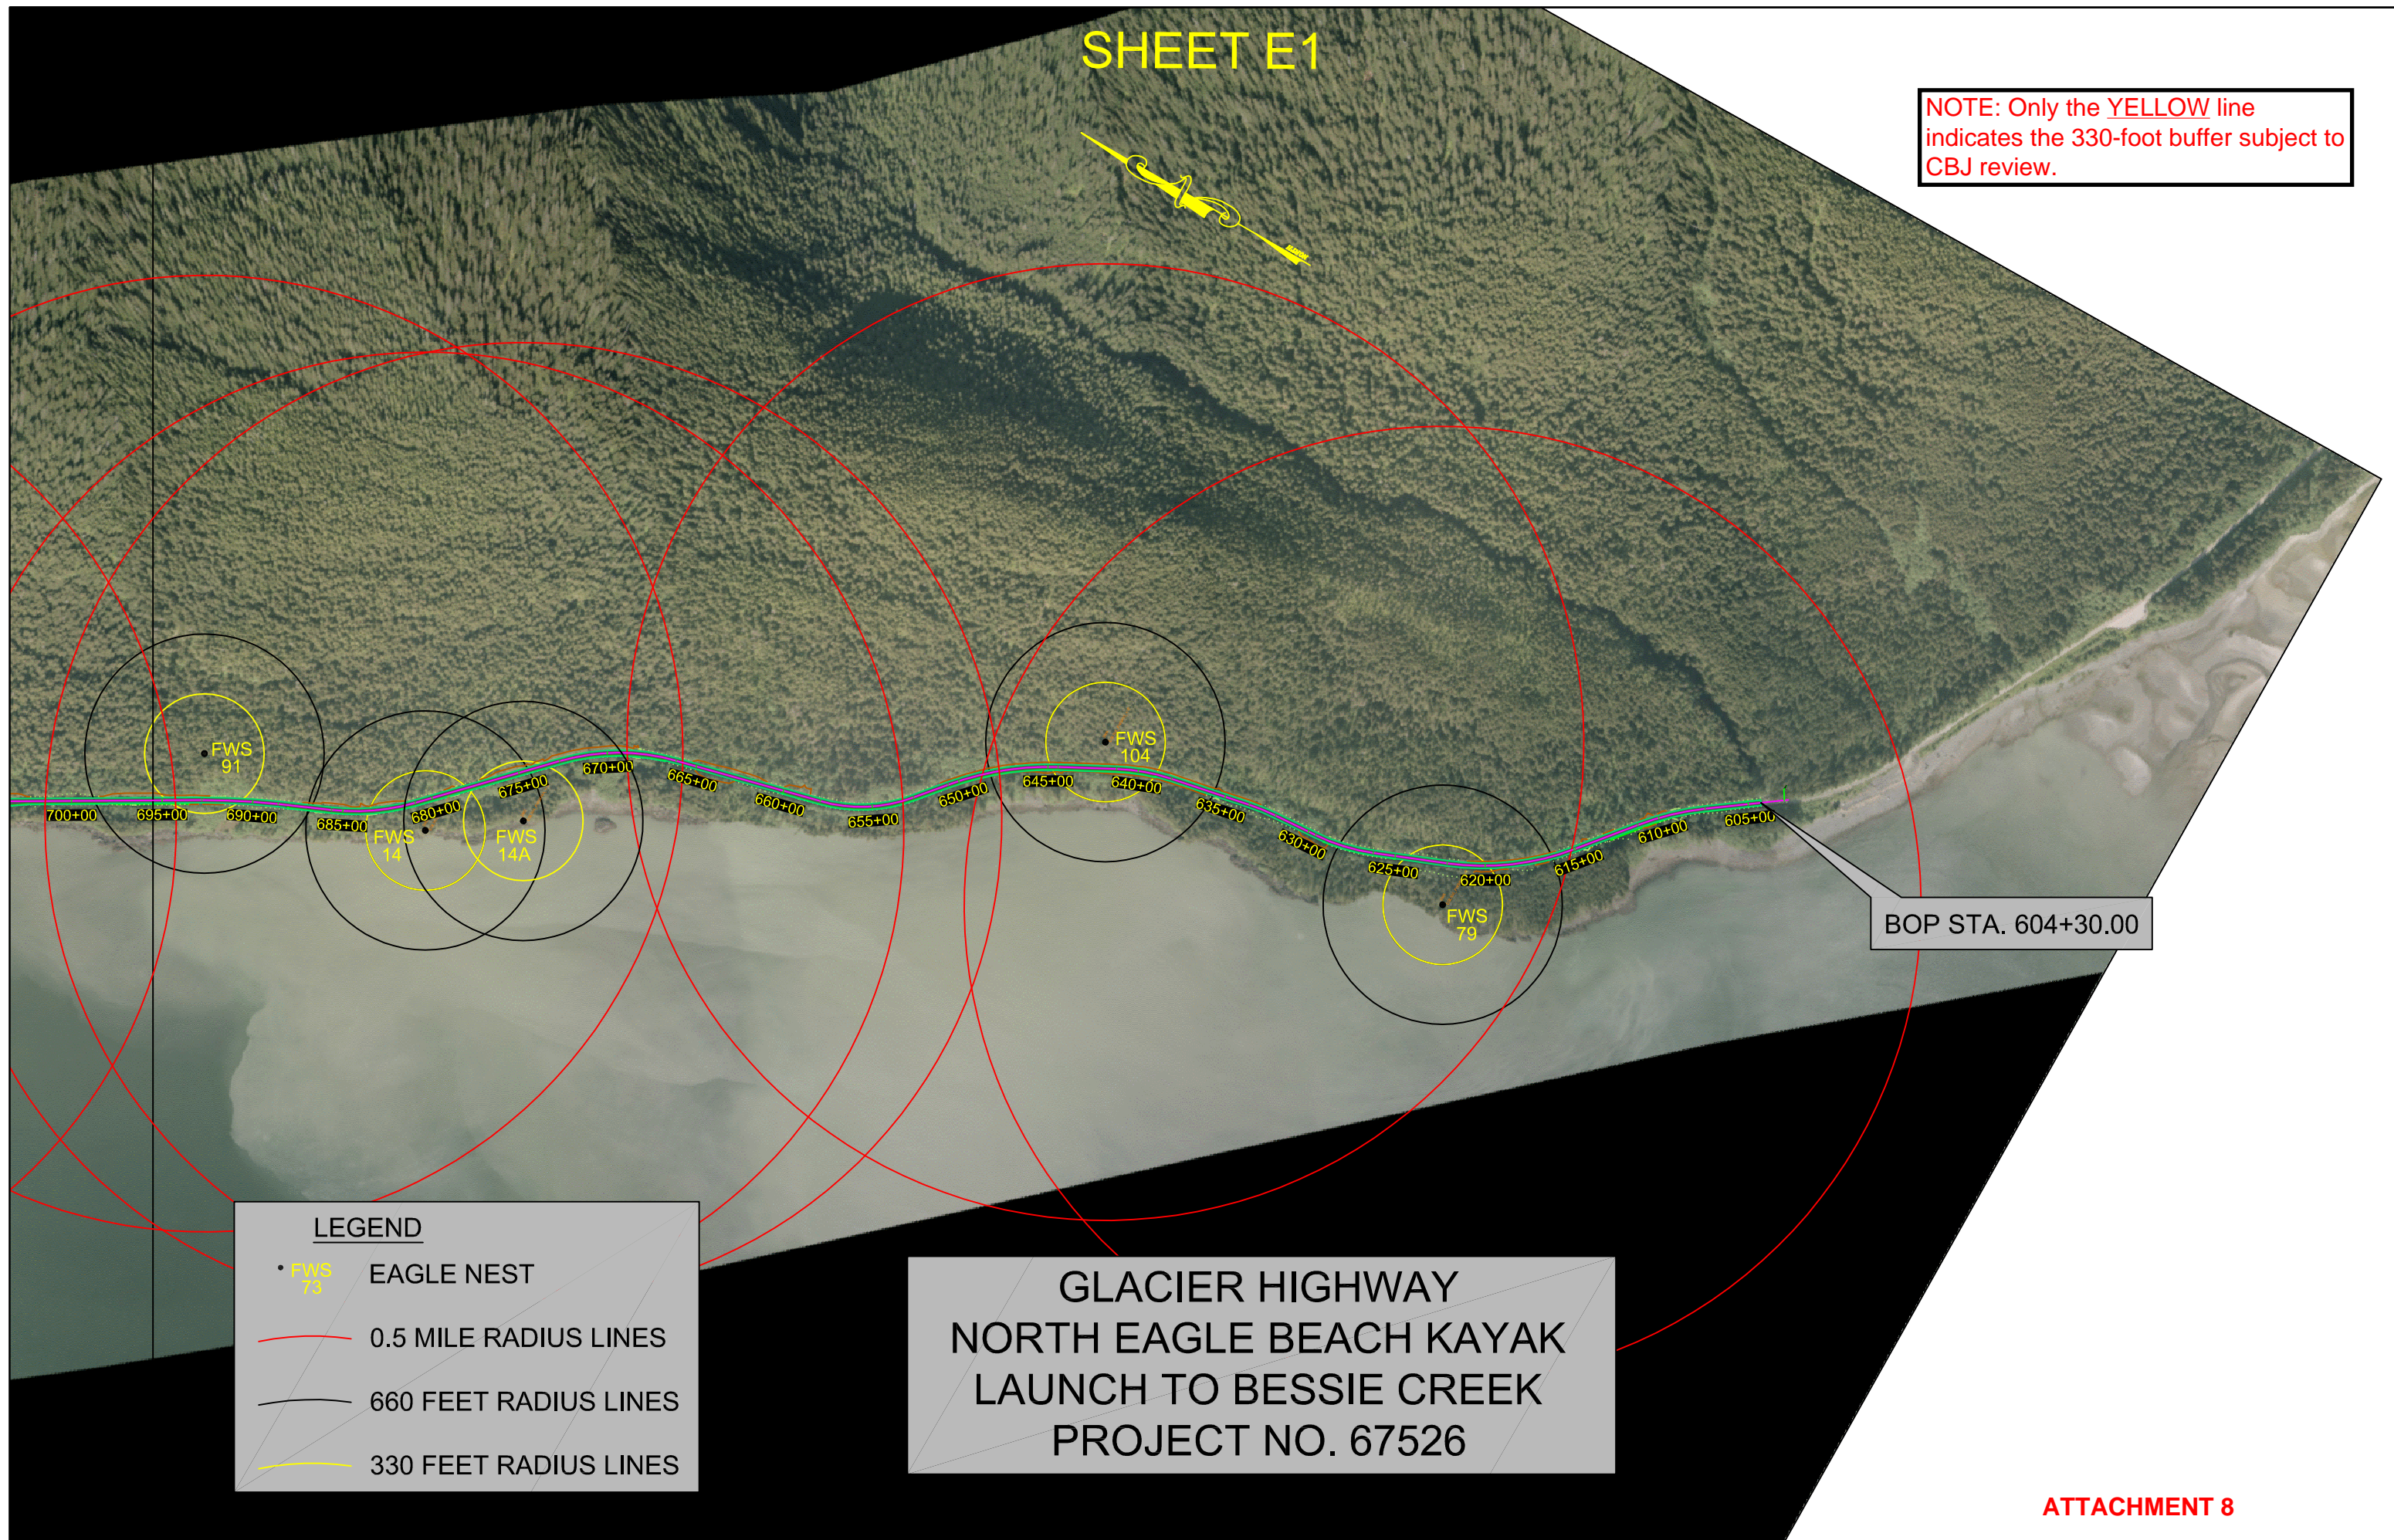 SHEET E1
NOTE: Only the YELLOW line
indicates the 330-foot buffer subject to
CBJ review.
FWS
91
FWS
14
FWS
14A
FWS
104
FWS
79
700+00
695+00
690+00
685+00
680+00
675+00
670+00
665+00
660+00
655+00
650+00
645+00
640+00
635+00
630+00
625+00
620+00
615+00
610+00
605+00
BOP STA. 604+30.00
LEGEND
FWS
73
EAGLE NEST
0.5 MILE RADIUS LINES
660 FEET RADIUS LINES
330 FEET RADIUS LINES
GLACIER HIGHWAY
NORTH EAGLE BEACH KAYAK
LAUNCH TO BESSIE CREEK
PROJECT NO. 67526
ATTACHMENT 8